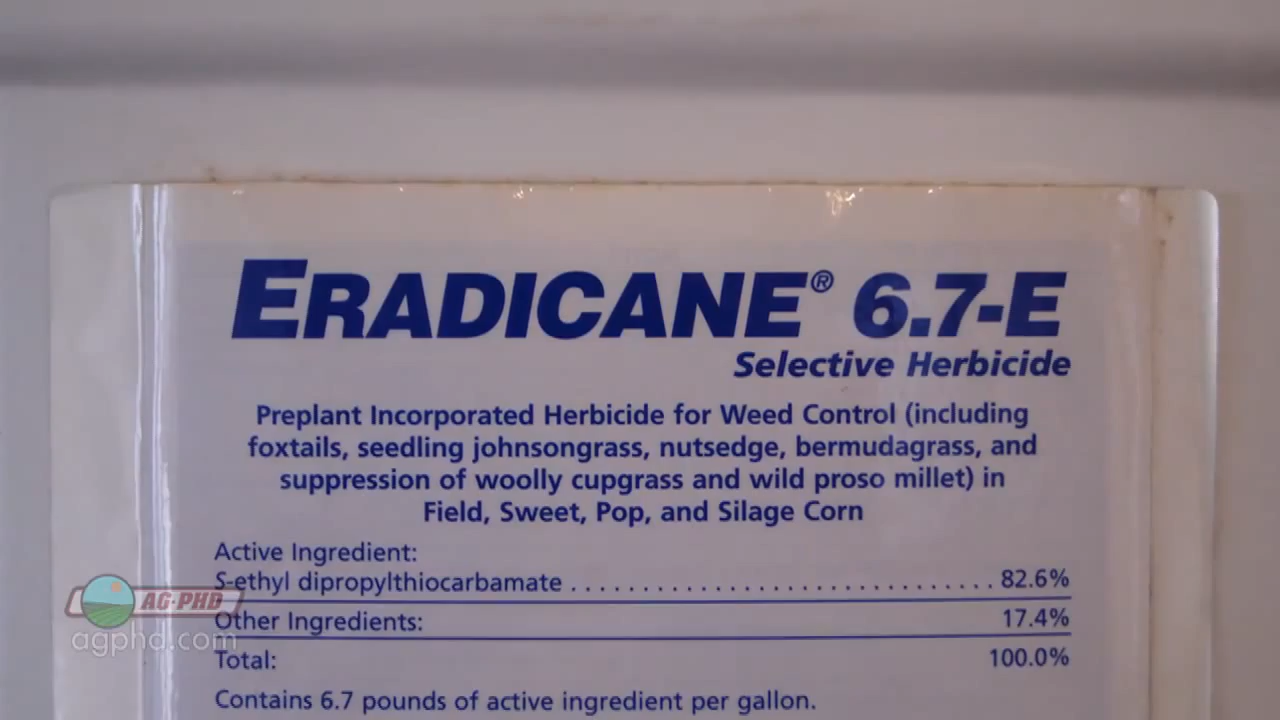 ERADICANE® 6.7-E
Selective Herbicide
Preplant Incorporated Herbicide for Weed Control (including
foxtails, seedling johnsongrass, nutsedge, bermudagrass, and
suppression of woolly cupgrass and wild proso millet) in
Field, Sweet, Pop, and Silage Corn
Active Ingredient:
S-ethyl dipropylthiocarbamate ........................................ 82.6%
Other Ingredients: 17.4%
Total: 100.0%
Contains 6.7 pounds of active ingredient per gallon.
AG-PHD
agphd.com